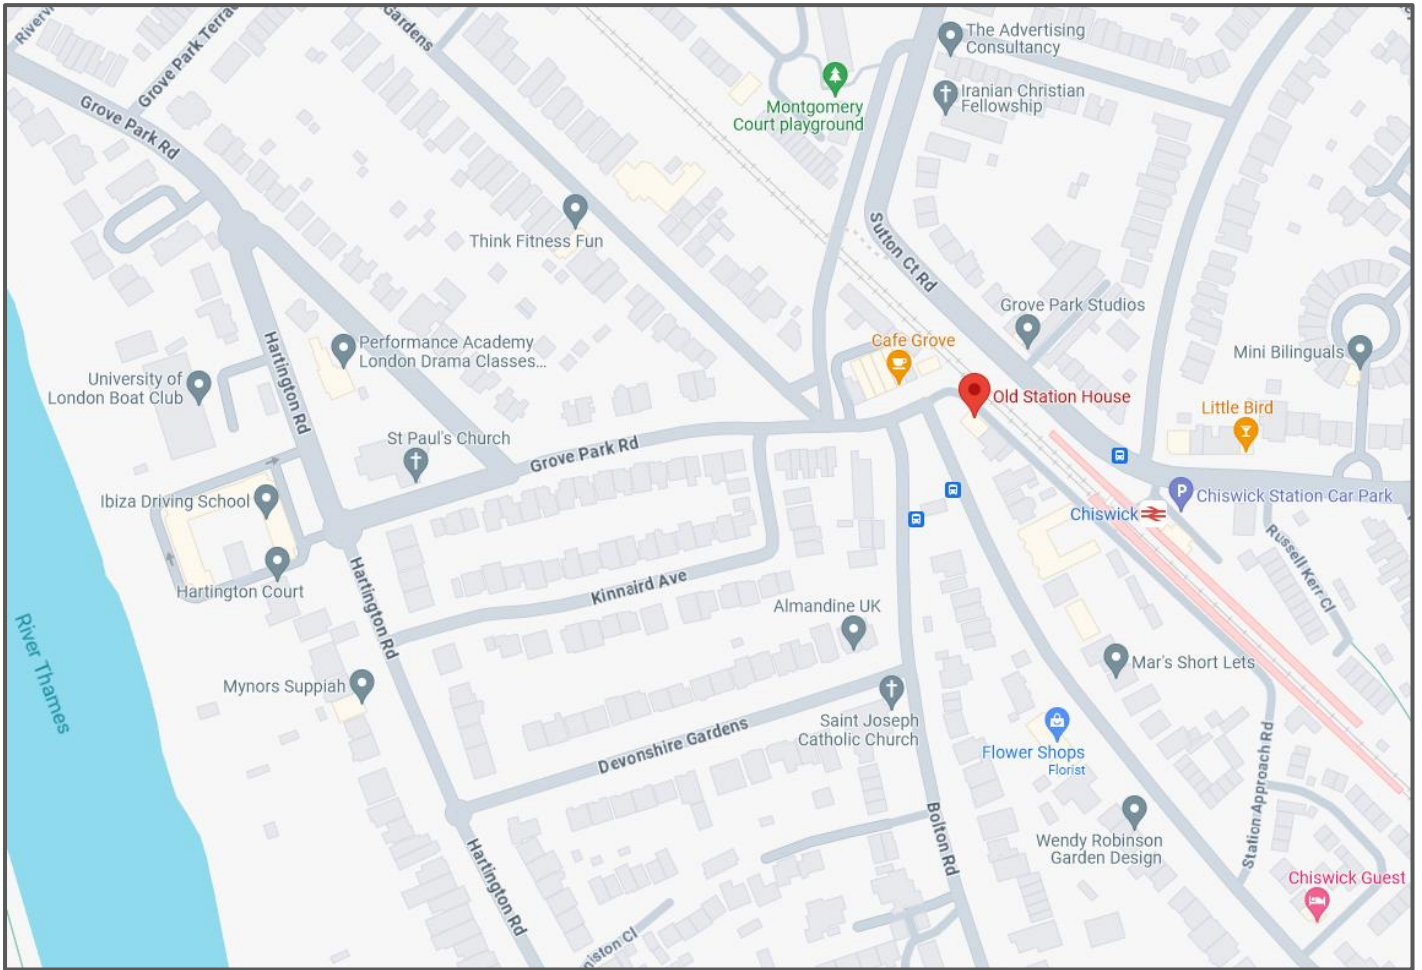 Grove Park Terrac
Gardens
The Advertising
Consultancy
Grove Park Rd
Iranian Christian
Fellowship
Montgomery
Court playground
Think Fitness Fun
Sutton Ct Rd
Grove Park Studios
Performance Academy
London Drama Classes...
Cafe Grove
Mini Bilinguals
University of
London Boat Club
Hartington Rd
Old Station House
Little Bird
St Paul's Church
Grove Park Rd
Ibiza Driving School
Chiswick Station Car Park
P
Chiswick
Russell Kerr Cl
Hartington Court
Hartington Rd
Kinnaird Ave
Almandine UK
River Thames
Mynors Suppiah
Mar's Short Lets
Saint Joseph
Catholic Church
Devonshire Gardens
Flower Shops
Florist
Station Approach Rd
Bolton Rd
Wendy Robinson
Garden Design
Hartington Rd
Chiswick Guest
niston Cl